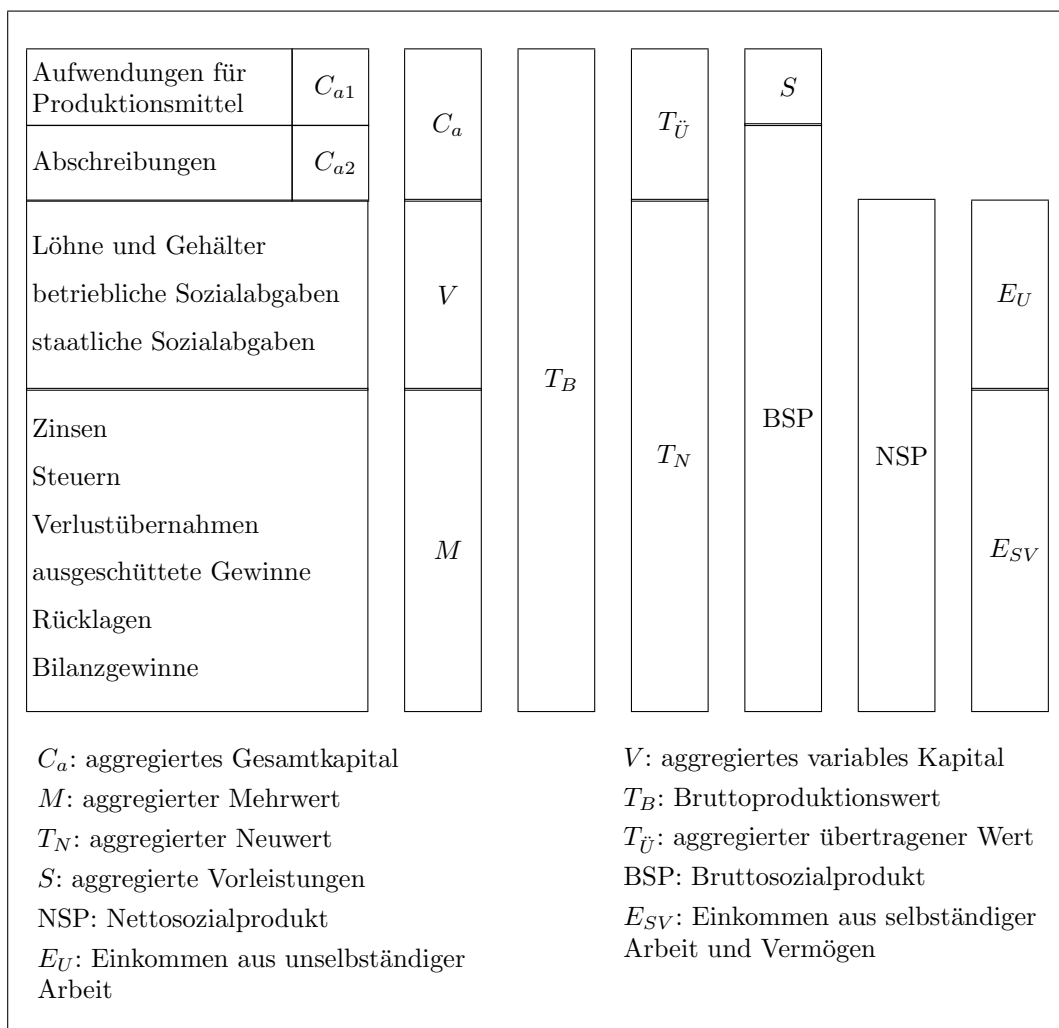 Aufwendungen für
Produktionsmittel
C_{a1}
Abschreibungen
C_{a2}
Löhne und Gehälter
betriebliche Sozialabgaben
staatliche Sozialabgaben
Zinsen
Steuern
Verlustübernahmen
ausgeschüttete Gewinne
Rücklagen
Bilanzgewinne
C_a
V
M
T_B
T_Ü
T_N
S
BSP
NSP
E_U
E_{SV}
C_a: aggregiertes Gesamtkapital
M: aggregierter Mehrwert
T_N: aggregierter Neuwert
S: aggregierte Vorleistungen
NSP: Nettosozialprodukt
E_U: Einkommen aus unselbständiger
Arbeit
V: aggregiertes variables Kapital
T_B: Bruttoproduktionswert
T_Ü: aggregierter übertragener Wert
BSP: Bruttosozialprodukt
E_{SV}: Einkommen aus selbständiger
Arbeit und Vermögen